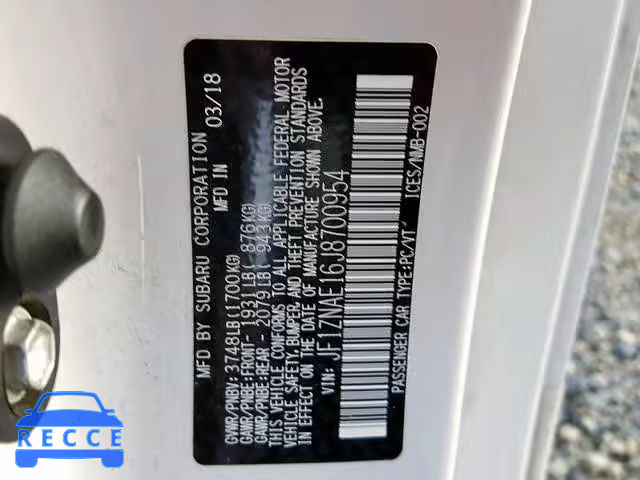 MFD BY SUBARU CORPORATION
MFD IN 03/18
GVWR/PNBV: 3748LB(1700KG)
GAWR/PNBE:FRONT- 1931LB( 876KG)
GAWR/PNBE:REAR - 2079LB( 943KG)
THIS VEHICLE CONFORMS TO ALL APPLICABLE FEDERAL MOTOR
VEHICLE SAFETY, BUMPER, AND THEFT PREVENTION STANDARDS
IN EFFECT ON THE DATE OF MANUFACTURE SHOWN ABOVE.
VIN: JF1ZNAE16J8700954
PASSENGER CAR TYPE:PC/VT
ICES/NMB-002
RECCE